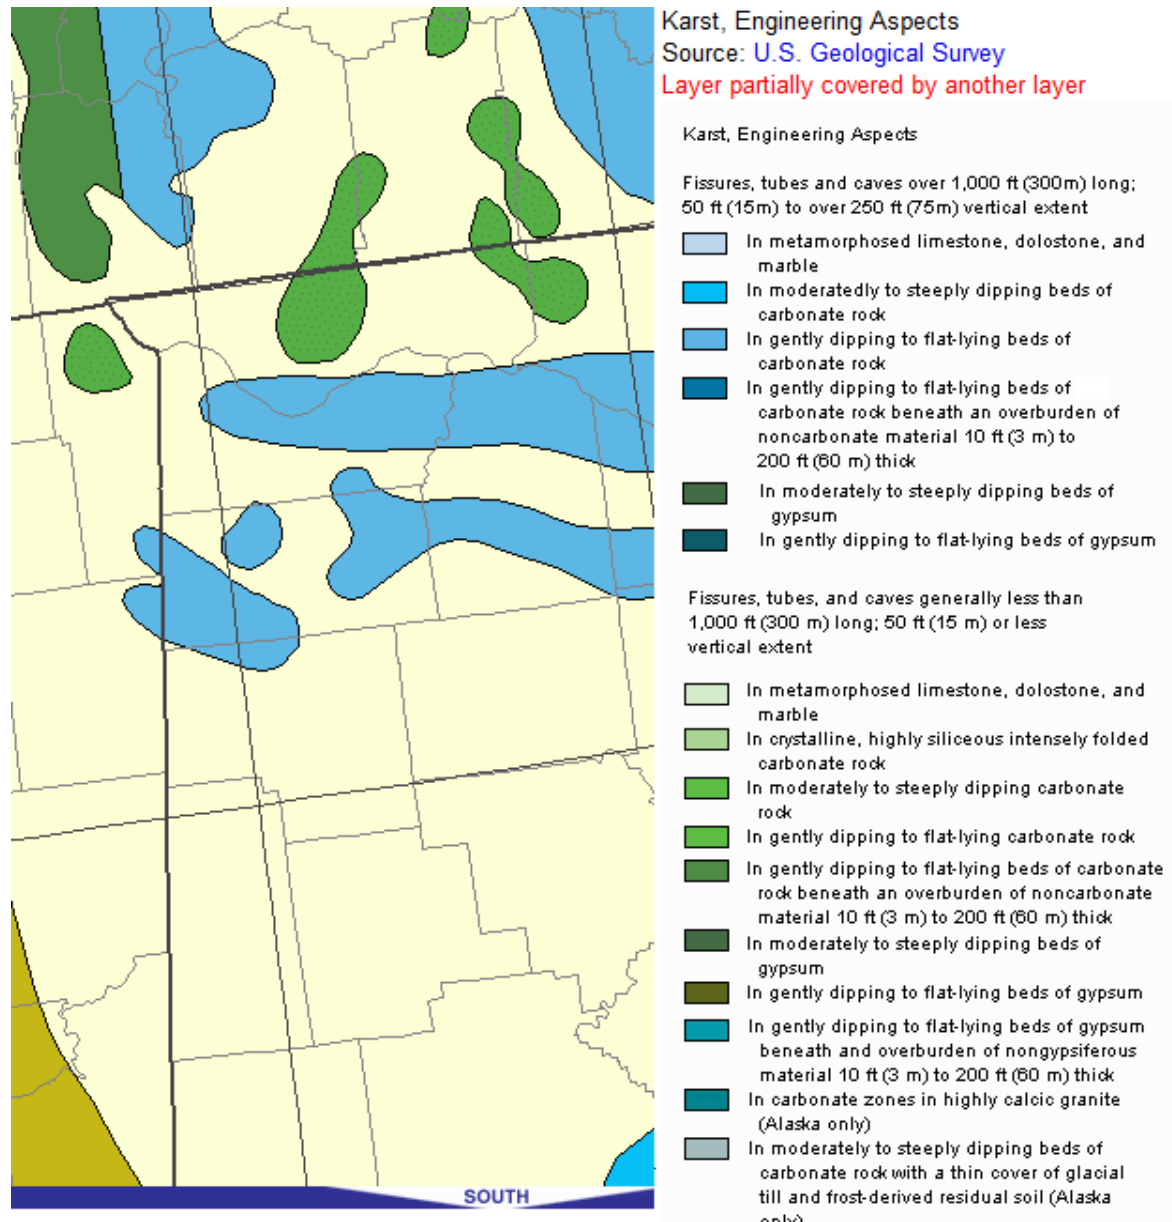 Karst, Engineering Aspects
Source: U.S. Geological Survey
Layer partially covered by another layer
Karst, Engineering Aspects
Fissures, tubes and caves over 1,000 ft (300m) long;
50 ft (15m) to over 250 ft (75m) vertical extent
In metamorphosed limestone, dolostone, and
marble
In moderatedly to steeply dipping beds of
carbonate rock
In gently dipping to flat-lying beds of
carbonate rock
In gently dipping to flat-lying beds of
carbonate rock beneath an overburden of
noncarbonate material 10 ft (3 m) to
200 ft (60 m) thick
In moderately to steeply dipping beds of
gypsum
In gently dipping to flat-lying beds of gypsum
Fissures, tubes, and caves generally less than
1,000 ft (300 m) long; 50 ft (15 m) or less
vertical extent
In metamorphosed limestone, dolostone, and
marble
In crystalline, highly siliceous intensely folded
carbonate rock
In moderately to steeply dipping carbonate
rock
In gently dipping to flat-lying carbonate rock
In gently dipping to flat-lying beds of carbonate
rock beneath an overburden of noncarbonate
material 10 ft (3 m) to 200 ft (60 m) thick
In moderately to steeply dipping beds of
gypsum
In gently dipping to flat-lying beds of gypsum
In gently dipping to flat-lying beds of gypsum
beneath and overburden of nongypsiferous
material 10 ft (3 m) to 200 ft (60 m) thick
In carbonate zones in highly calcic granite
(Alaska only)
In moderately to steeply dipping beds of
carbonate rock with a thin cover of glacial
till and frost-derived residual soil (Alaska
only)
SOUTH